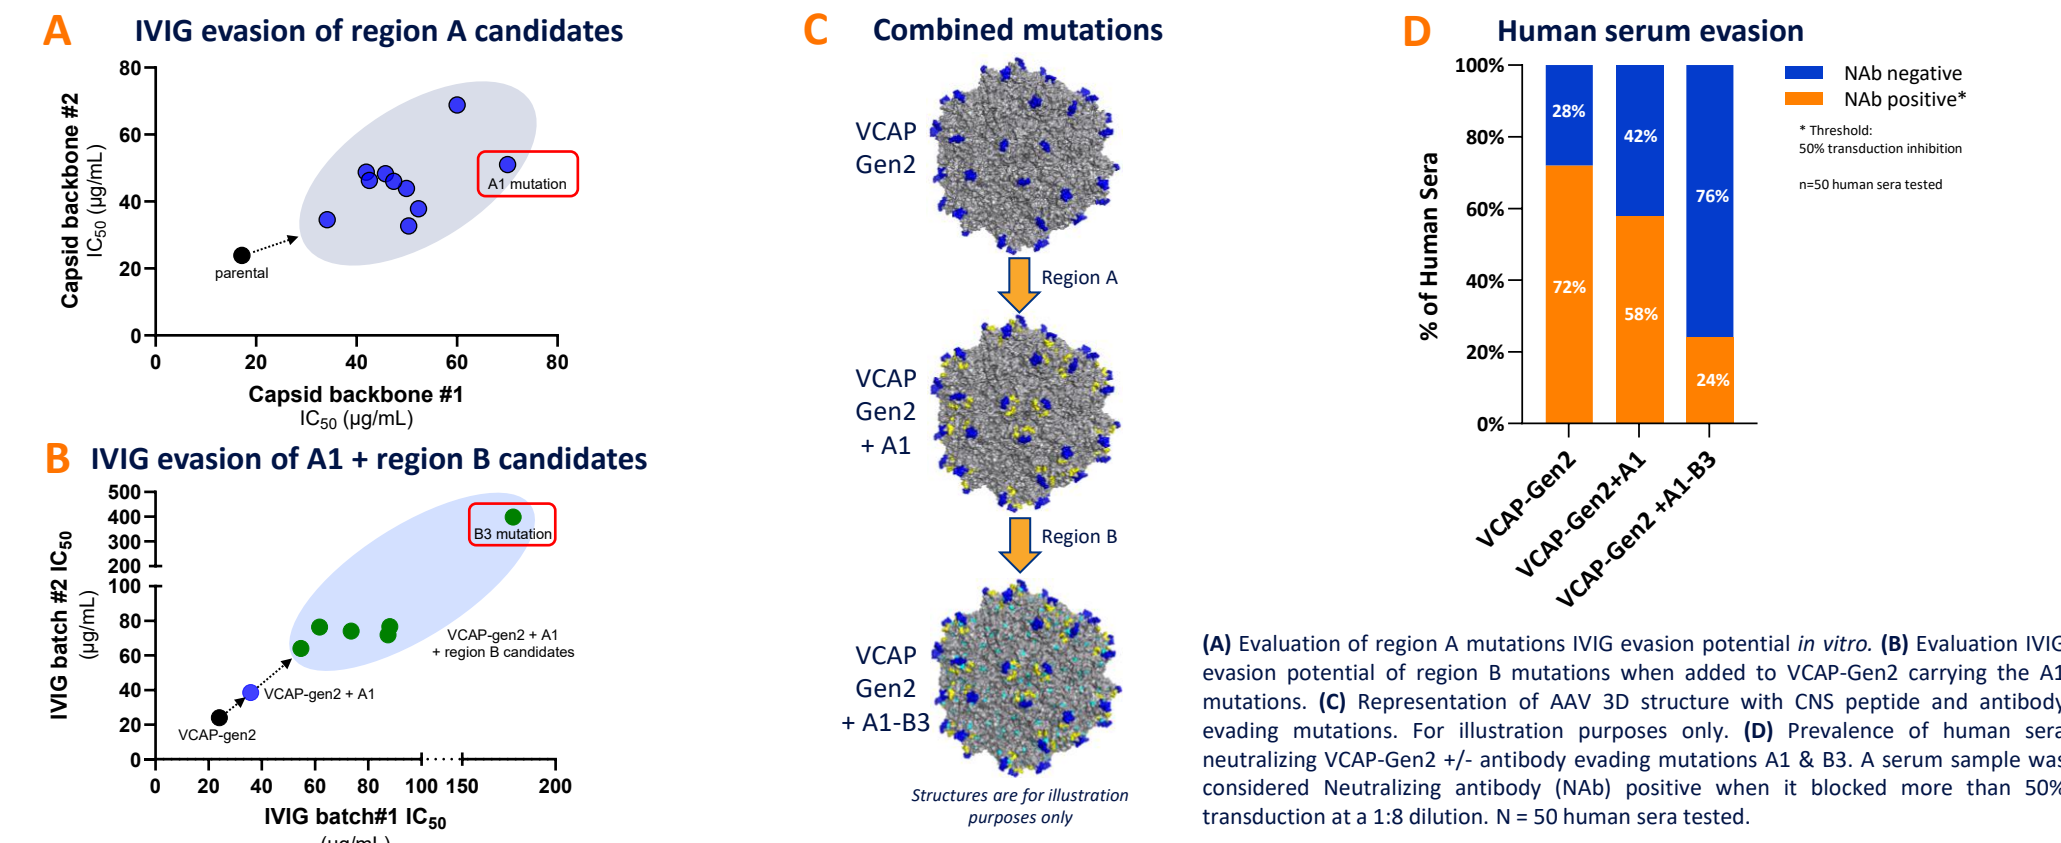 A
IVIG evasion of region A candidates
Capsid backbone #2
IC50 (µg/mL)
80
60
40
20
0
A1 mutation
parental
0 20 40 60 80
Capsid backbone #1
IC50 (µg/mL)
B
IVIG evasion of A1 + region B candidates
IVIG batch #2 IC50
(µg/mL)
500
400
300
200
100
80
60
40
20
0
B3 mutation
VCAP-gen2 + A1
+ region B candidates
VCAP-gen2 + A1
VCAP-gen2
0 20 40 60 80 100 150 200
IVIG batch#1 IC50
(µg/mL)
C
Combined mutations
VCAP
Gen2
Region A
VCAP
Gen2
+ A1
Region B
VCAP
Gen2
+ A1-B3
Structures are for illustration
purposes only
D
Human serum evasion
% of Human Sera
100%
80%
60%
40%
20%
0%
28%
72%
42%
58%
76%
24%
VCAP-Gen2
VCAP-Gen2+A1
VCAP-Gen2 +A1-B3
NAb negative
NAb positive*
* Threshold:
50% transduction inhibition
n=50 human sera tested
(A) Evaluation of region A mutations IVIG evasion potential in vitro. (B) Evaluation IVIG
evasion potential of region B mutations when added to VCAP-Gen2 carrying the A1
mutations. (C) Representation of AAV 3D structure with CNS peptide and antibody
evading mutations. For illustration purposes only. (D) Prevalence of human sera
neutralizing VCAP-Gen2 +/- antibody evading mutations A1 & B3. A serum sample was
considered Neutralizing antibody (NAb) positive when it blocked more than 50%
transduction at a 1:8 dilution. N = 50 human sera tested.